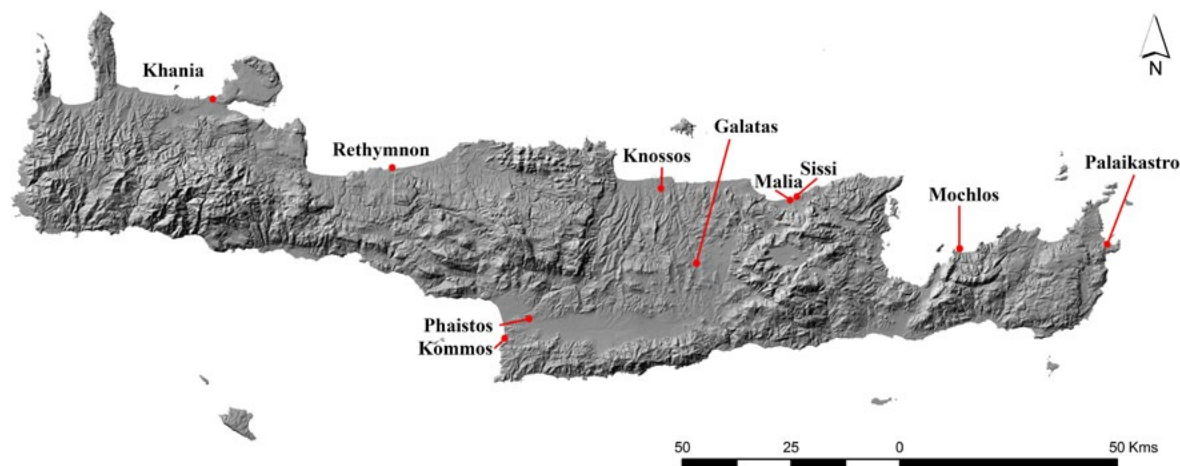 N
Khania
Galatas
Rethymnon
Knossos
Sissi
Malia
Palaikastro
Mochlos
Phaistos
Kommos
50 25 0 50 Kms